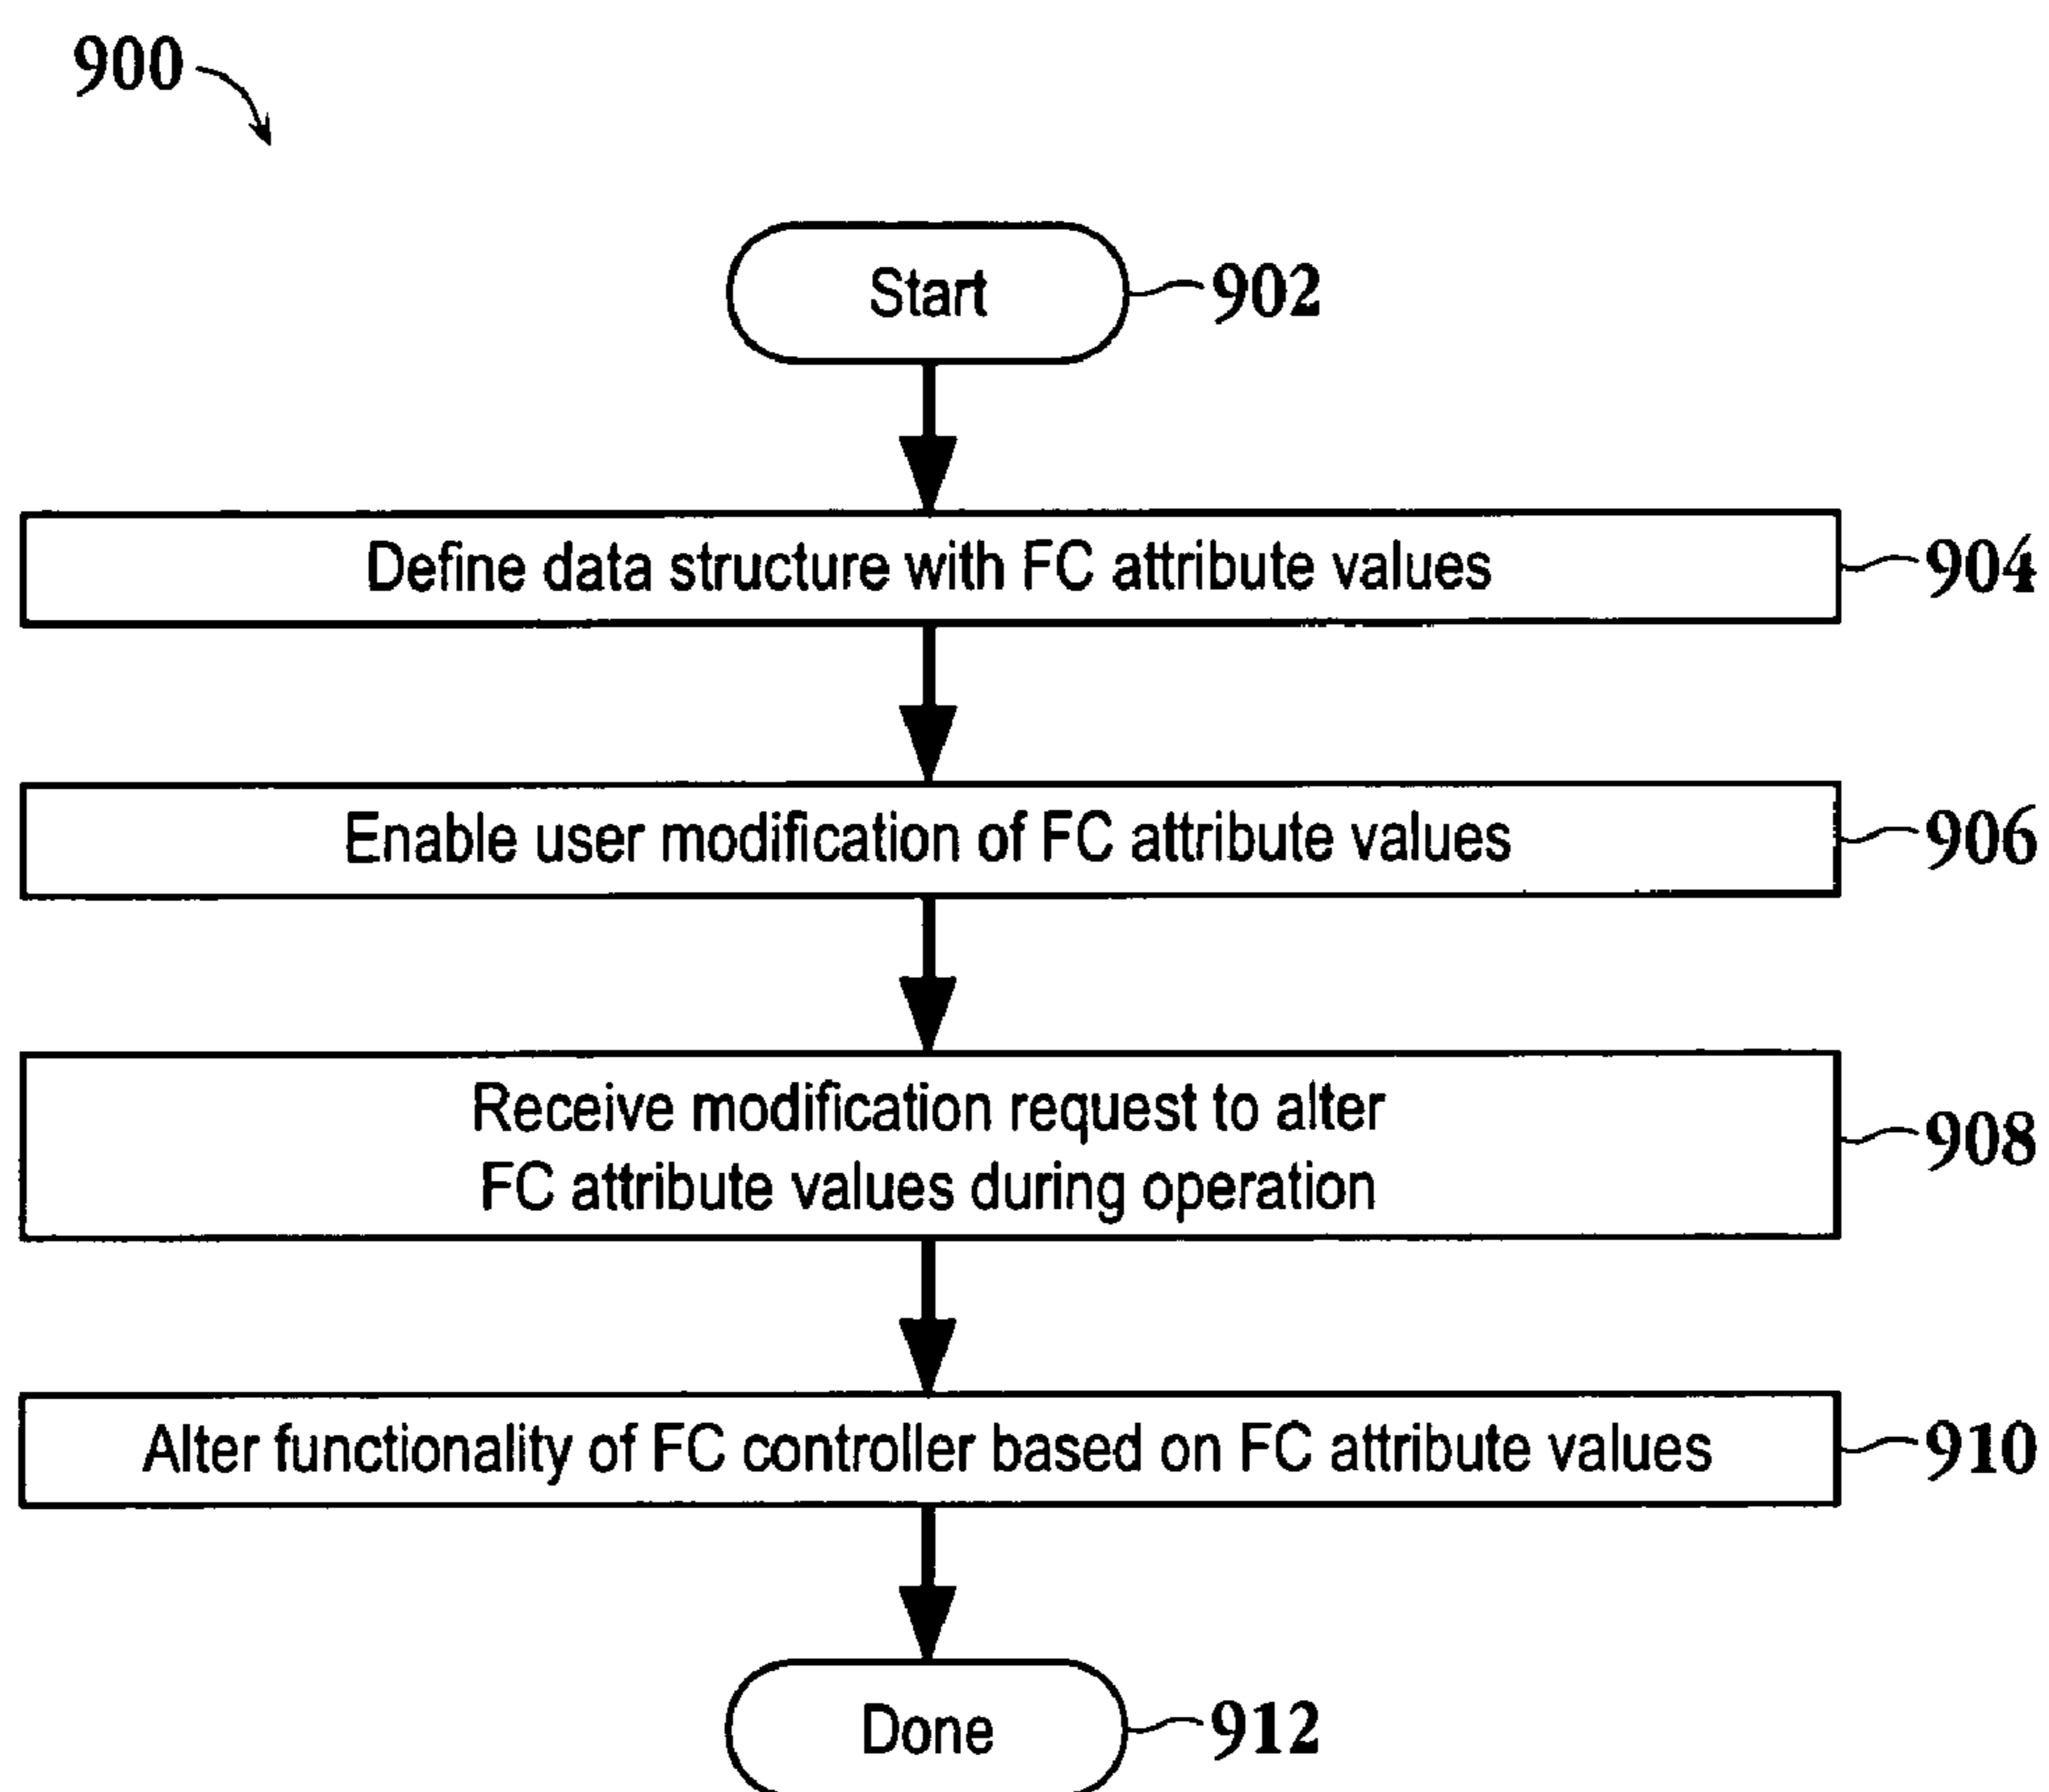 900
Start
902
Define data structure with FC attribute values
904
Enable user modification of FC attribute values
906
Receive modification request to alter
FC attribute values during operation
908
Alter functionality of FC controller based on FC attribute values
910
Done
912